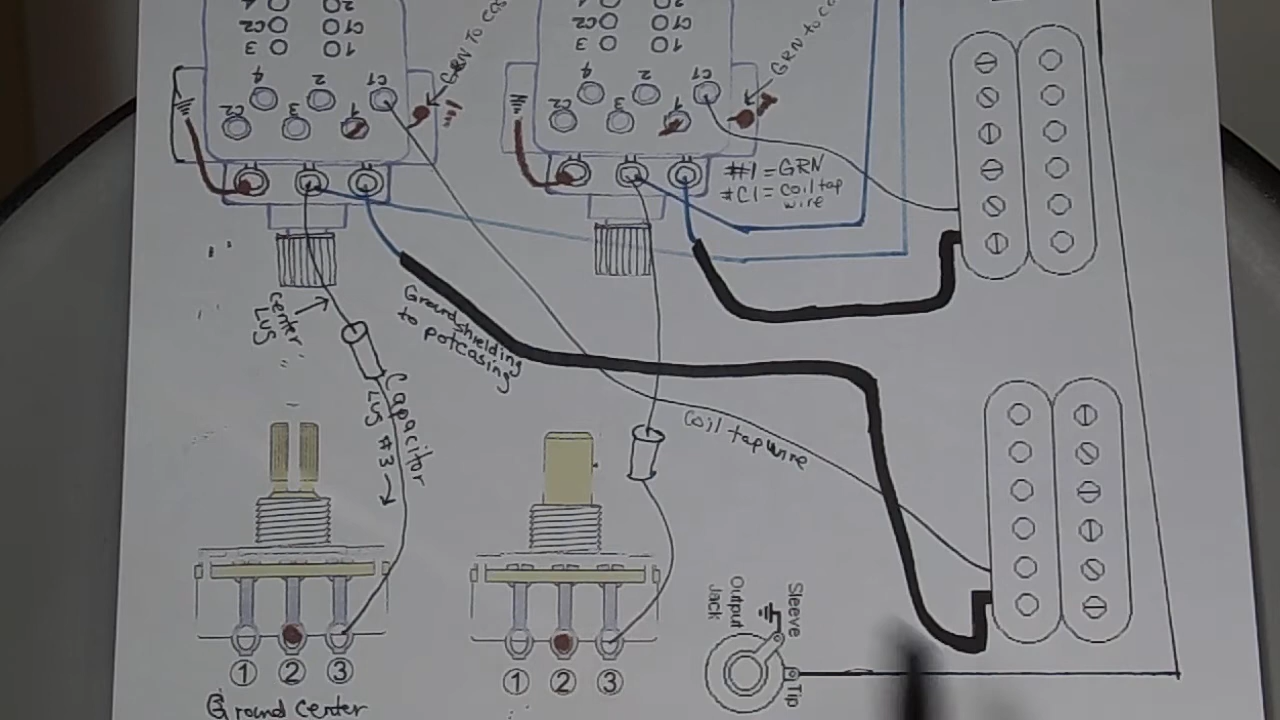 C2 C1
3 1
C2 C1
3 1
GRN TO
GRN to
4 2 C1
C2 3 1
4 2 C1
C2 3 1
#1 = GRN
#C1 = coil tap
wire
center
LUS
Ground shielding
to pot casing
Capacitor
LUS #3
coil tap wire
Sleeve
Output
Jack
Tip
1 2 3
1 2 3
Ground Center